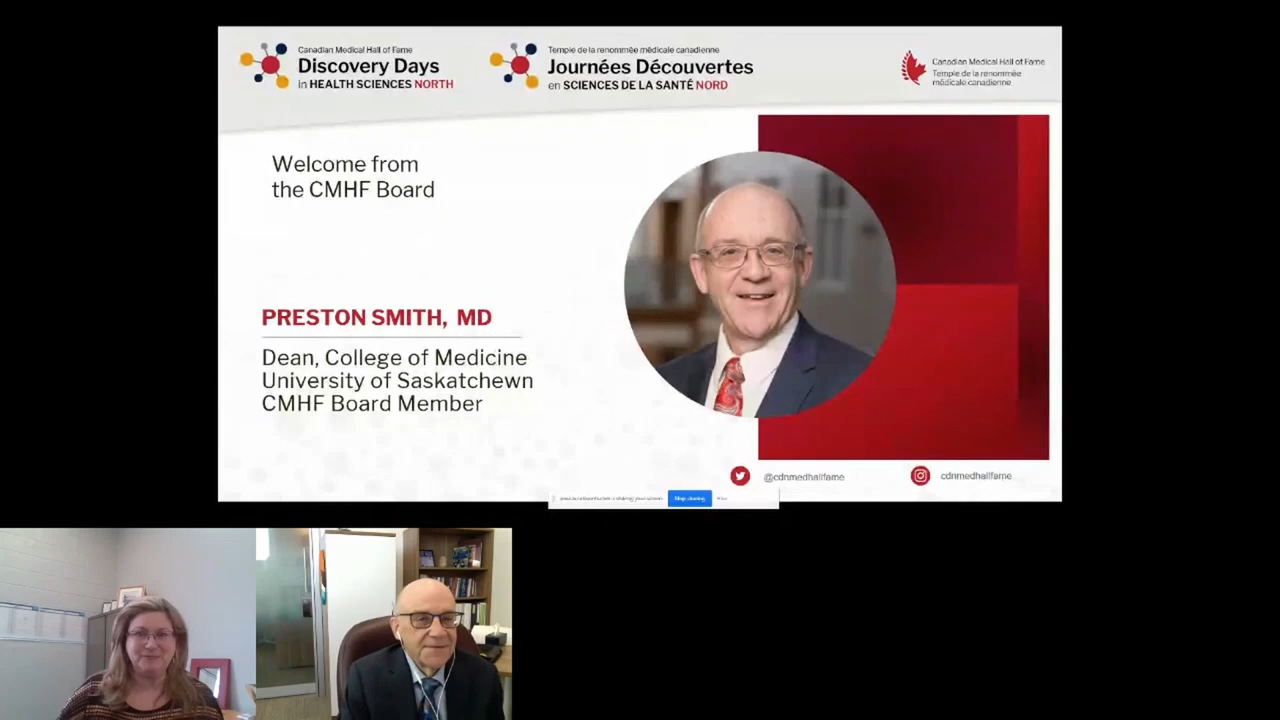 Canadian Medical Hall of Fame
Discovery Days
in HEALTH SCIENCES NORTH
Temple de la renommée médicale canadienne
Journées Découvertes
en SCIENCES DE LA SANTÉ NORD
Canadian Medical Hall of Fame
Temple de la renommée
médicale canadienne
Welcome from
the CMHF Board
PRESTON SMITH, MD
Dean, College of Medicine
University of Saskatchewn
CMHF Board Member
@cdnmedhallfame
cdnmedhallfame
Stop sharing